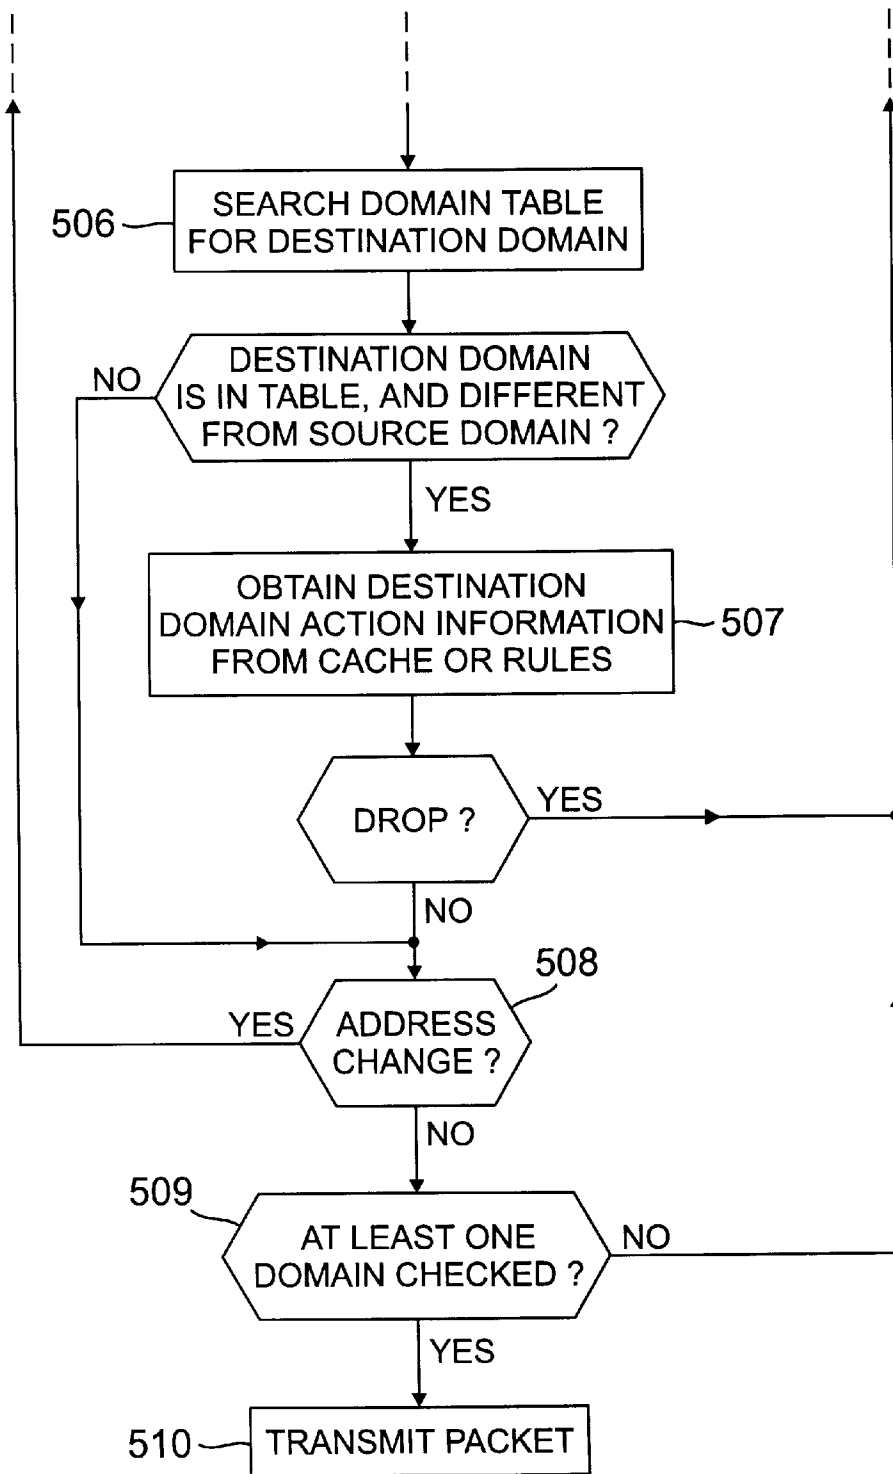 506
SEARCH DOMAIN TABLE
FOR DESTINATION DOMAIN
NO
DESTINATION DOMAIN
IS IN TABLE, AND DIFFERENT
FROM SOURCE DOMAIN ?
YES
OBTAIN DESTINATION
DOMAIN ACTION INFORMATION
FROM CACHE OR RULES
507
DROP ?
YES
NO
508
YES
ADDRESS
CHANGE ?
NO
509
AT LEAST ONE
DOMAIN CHECKED ?
NO
YES
510
TRANSMIT PACKET